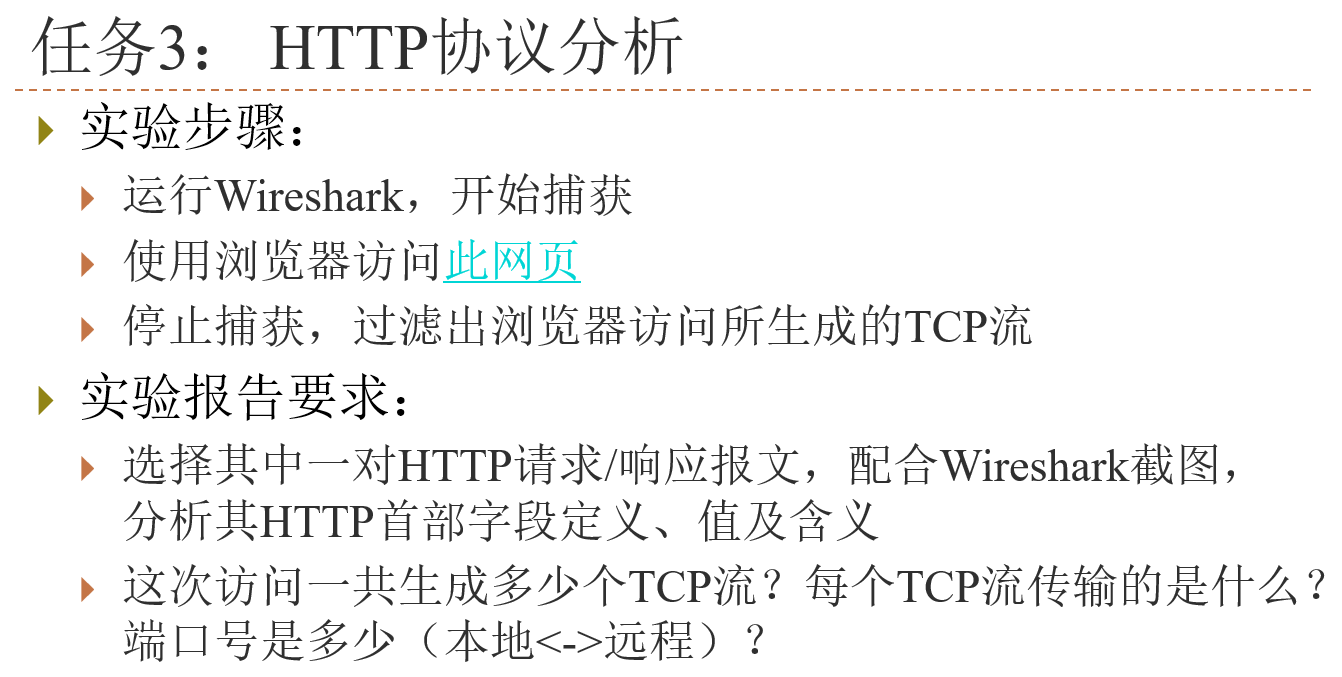 任务3： HTTP协议分析
实验步骤：
运行Wireshark，开始捕获
使用浏览器访问此网页
停止捕获，过滤出浏览器访问所生成的TCP流
实验报告要求：
选择其中一对HTTP请求/响应报文，配合Wireshark截图，
分析其HTTP首部字段定义、值及含义
这次访问一共生成多少个TCP流？每个TCP流传输的是什么？
端口号是多少（本地<->远程）？